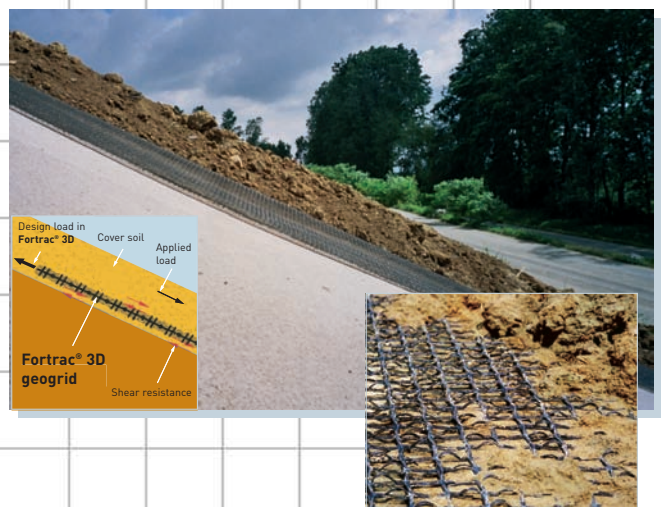 Design load in
Fortrac® 3D
Cover soil
Applied
load
Fortrac® 3D
geogrid
Shear resistance